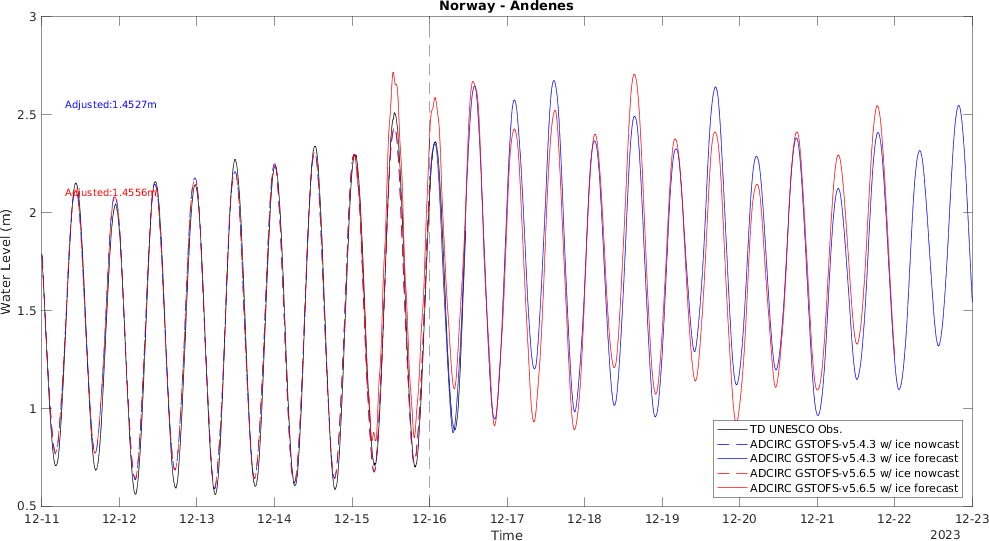 Norway - Andenes
3
2.5
2
1.5
1
0.5
Water Level (m)
Adjusted:1.4527m
Adjusted:1.4556m
TD UNESCO Obs.
ADCIRC GSTOFS-v5.4.3 w/ ice nowcast
ADCIRC GSTOFS-v5.4.3 w/ ice forecast
ADCIRC GSTOFS-v5.6.5 w/ ice nowcast
ADCIRC GSTOFS-v5.6.5 w/ ice forecast
12-11 12-12 12-13 12-14 12-15 12-16 12-17 12-18 12-19 12-20 12-21 12-22 12-23
Time
2023